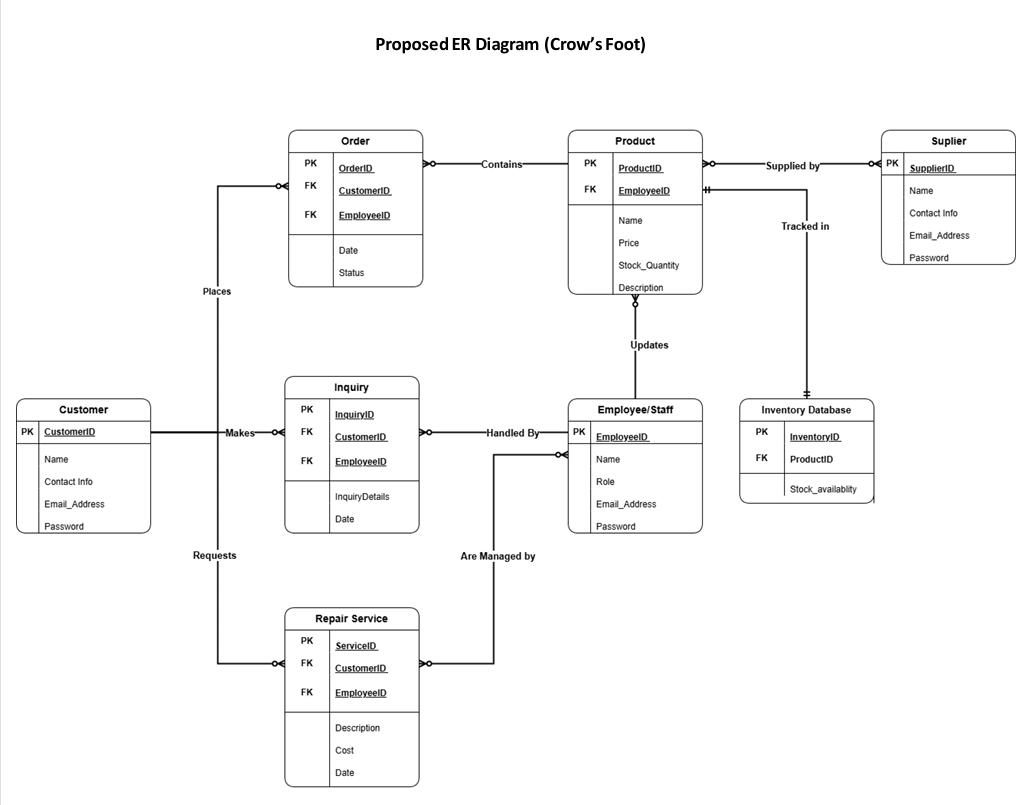 Proposed ER Diagram (Crow's Foot)
Order
PK OrderID
FK CustomerID
FK EmployeeID
Date
Status
Contains
Product
PK ProductID
FK EmployeeID
Name
Price
Stock_Quantity
Description
Supplied by
Suplier
PK SupplierID
Name
Contact Info
Email_Address
Password
Tracked in
Places
Updates
Customer
PK CustomerID
Name
Contact Info
Email_Address
Password
Makes
Inquiry
PK InquiryID
FK CustomerID
FK EmployeeID
InquiryDetails
Date
Handled By
Employee/Staff
PK EmployeeID
Name
Role
Email_Address
Password
Inventory Database
PK InventoryID
FK ProductID
Stock_availablity
Requests
Are Managed by
Repair Service
PK ServiceID
FK CustomerID
FK EmployeeID
Description
Cost
Date